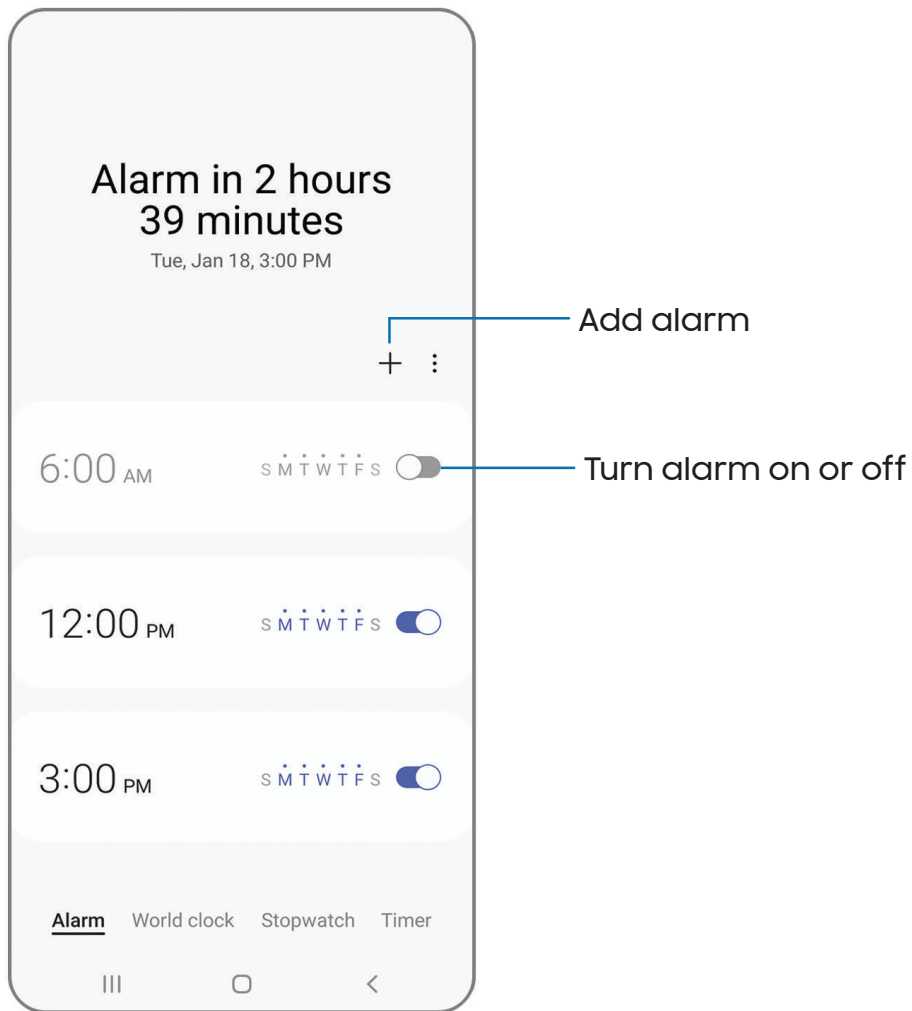 Alarm in 2 hours
39 minutes
Tue, Jan 18, 3:00 PM
Add alarm
6:00 AM S M T W T F S
Turn alarm on or off
12:00 PM S M T W T F S
3:00 PM S M T W T F S
Alarm World clock Stopwatch Timer